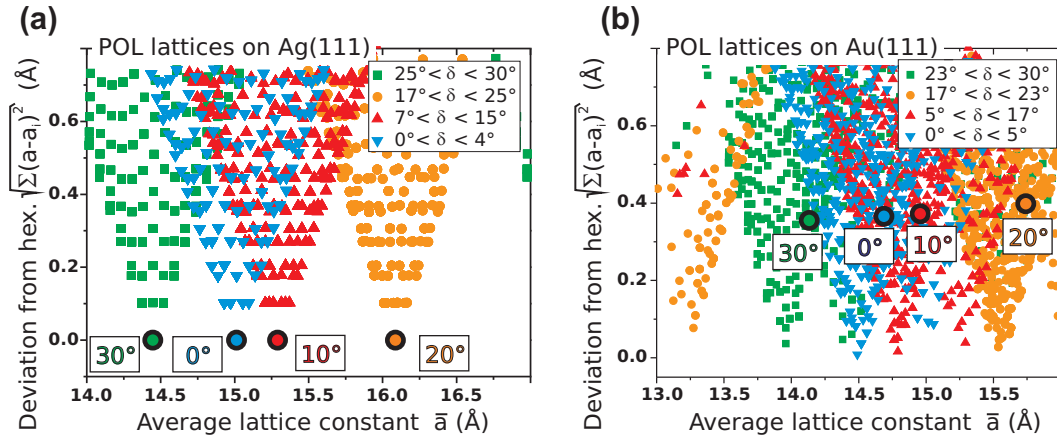 (a)
POL lattices on Ag(111)
25°< δ < 30°
17°< δ < 25°
7°< δ < 15°
0°< δ < 4°
Deviation from hex. √Σ(a-aᵢ)² (Å)
0.6
0.4
0.2
0.0
30°
0°
10°
20°
14.0
14.5
15.0
15.5
16.0
16.5
Average lattice constant a̅ (Å)
(b)
POL lattices on Au(111)
23° < δ < 30°
17° < δ < 23°
5° < δ < 17°
0° < δ < 5°
Deviation from hex. √Σ(a-aᵢ)² (Å)
0.6
0.4
0.2
0.0
30°
0°
10°
20°
13.0
13.5
14.0
14.5
15.0
15.5
Average lattice constant a̅ (Å)